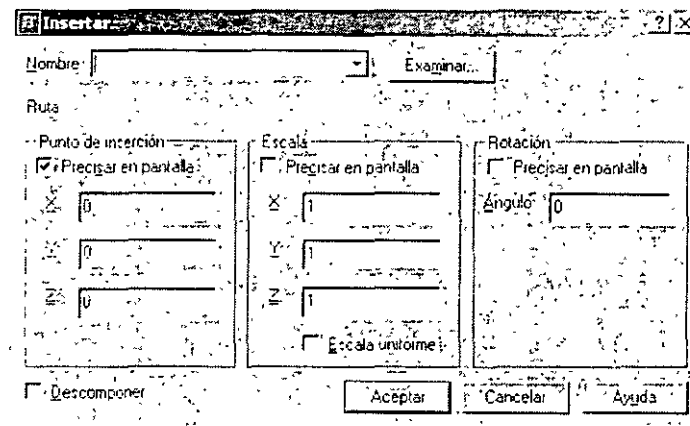 Insertar
? ×
Nombre: Examinar...
Ruta
Punto de inserción Escala Rotación
Precisar en pantalla Precisar en pantalla Precisar en pantalla
X: 0 X: 1 Ángulo 0
Y: 0 Y: 1
Z: 0 Z: 1
Escala uniforme
Descomponer Aceptar Cancelar Ayuda